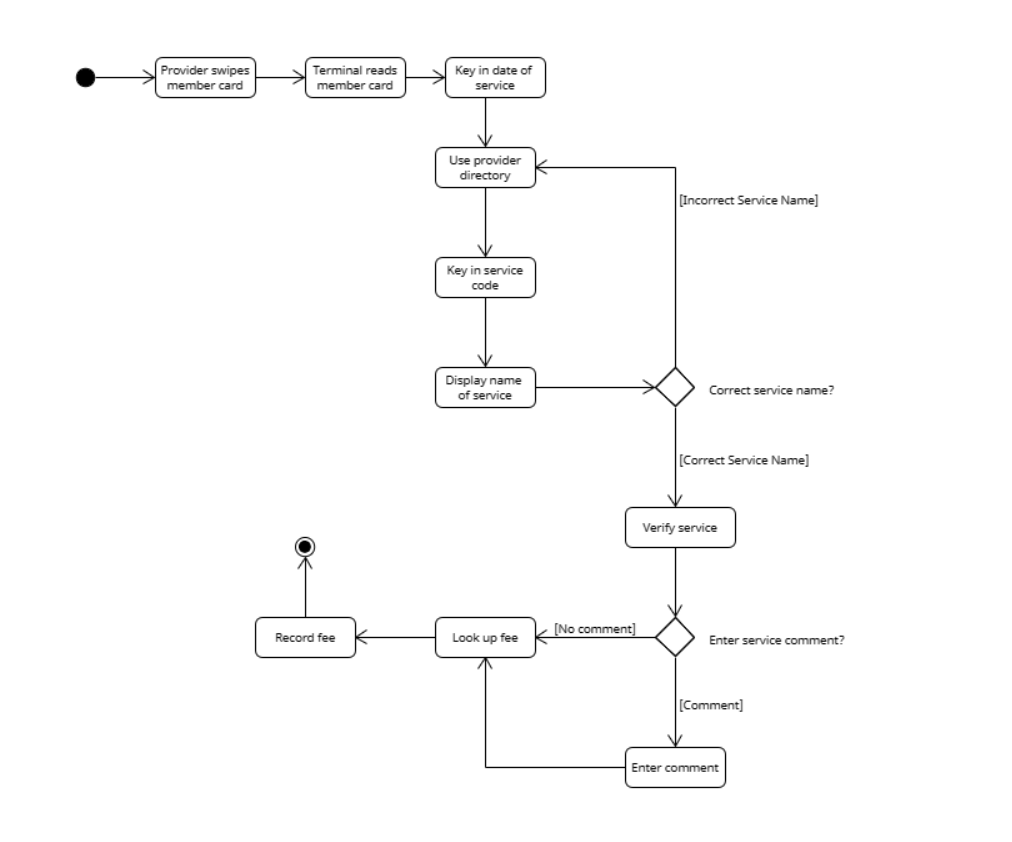 Provider swipes
member card
Terminal reads
member card
Key in date of
service
Use provider
directory
[Incorrect Service Name]
Key in service
code
Display name
of service
Correct service name?
[Correct Service Name]
Verify service
Record fee
Look up fee
[No comment]
Enter service comment?
[Comment]
Enter comment